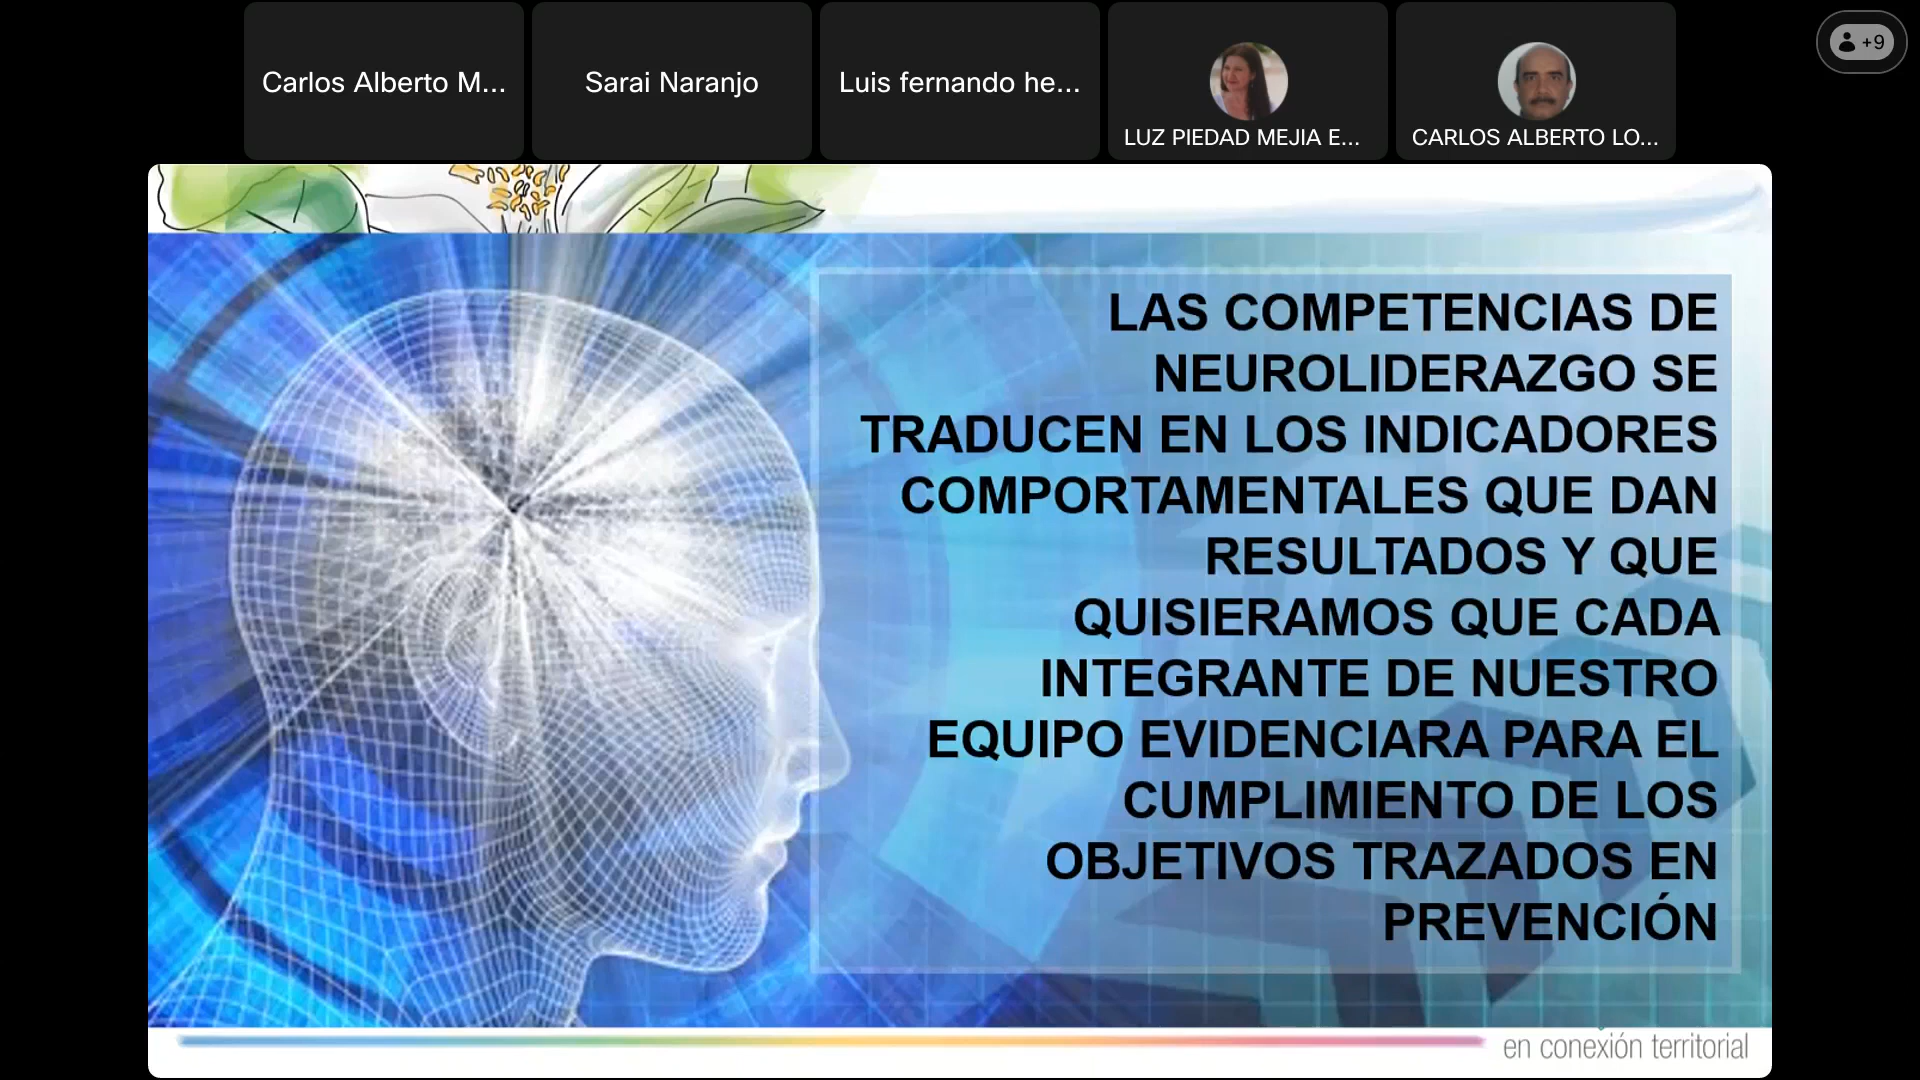 Carlos Alberto M...
Sarai Naranjo
Luis fernando he...
LUZ PIEDAD MEJIA E...
CARLOS ALBERTO LO...
+9
LAS COMPETENCIAS DE
NEUROLIDERAZGO SE
TRADUCEN EN LOS INDICADORES
COMPORTAMENTALES QUE DAN
RESULTADOS Y QUE
QUISIERAMOS QUE CADA
INTEGRANTE DE NUESTRO
EQUIPO EVIDENCIARA PARA EL
CUMPLIMIENTO DE LOS
OBJETIVOS TRAZADOS EN
PREVENCIÓN
en conexión territorial